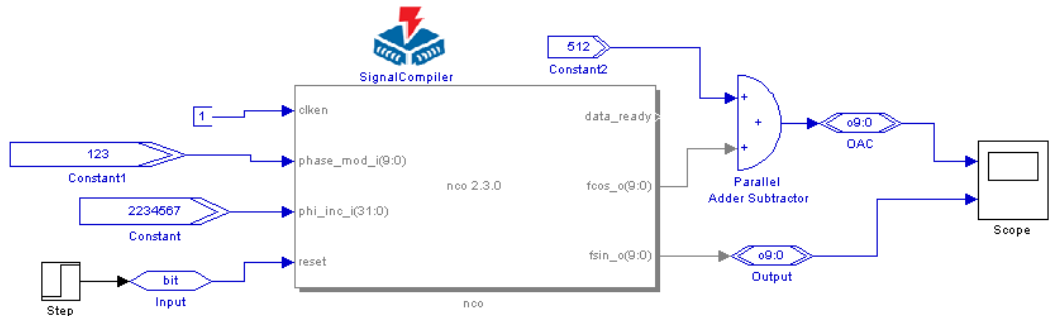 SignalCompiler
512
Constant2
1
clken
data_ready
123
Constant1
phase_mod_i(9:0)
nco 2.3.0
fcos_o(9:0)
+
+
+
Parallel
Adder Subtractor
o9:0
OAC
Scope
2234567
Constant
phi_inc_i(31:0)
Step
bit
Input
reset
fsin_o(9:0)
o9:0
Output
nco